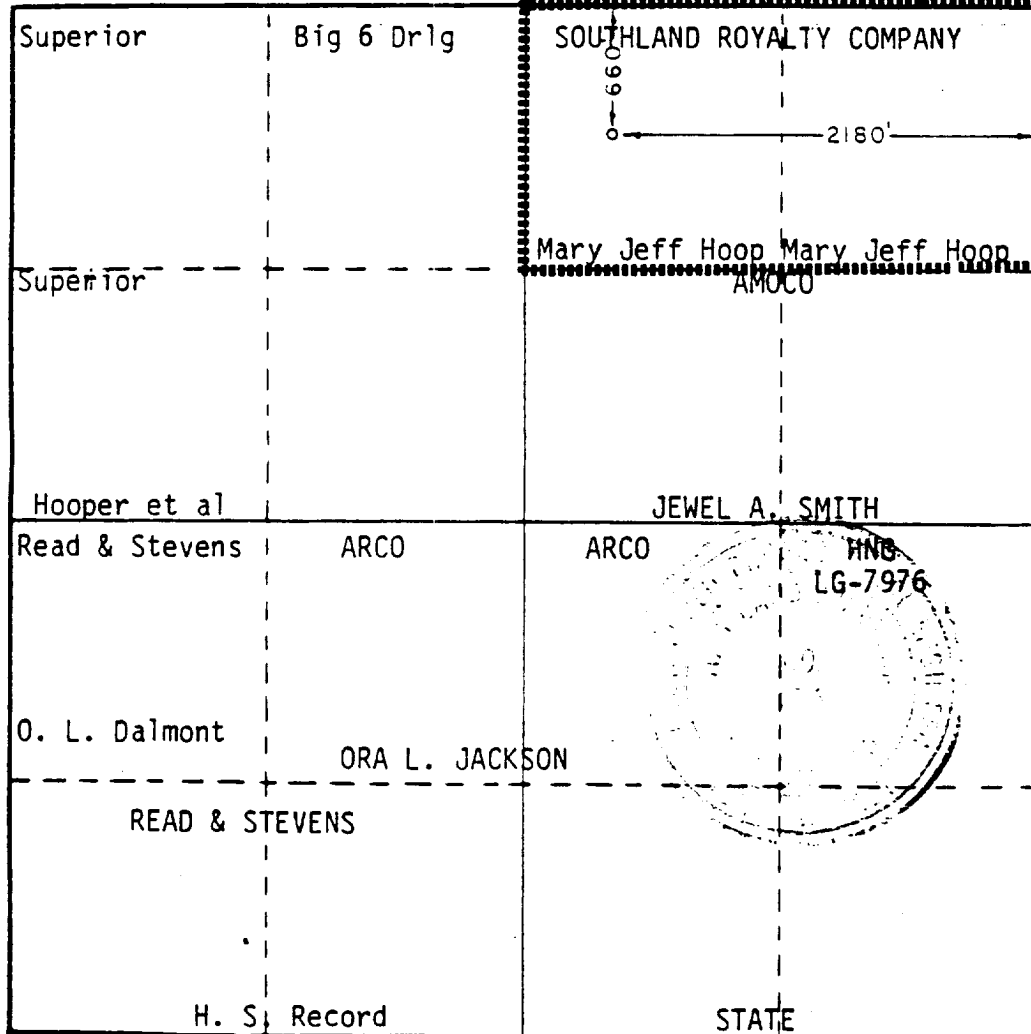 Superior Big 6 Drlg SOUTHLAND ROYALTY COMPANY
660
2180'
Mary Jeff Hoop Mary Jeff Hoop
Superior AMOCO
Hooper et al JEWEL A. SMITH
Read & Stevens ARCO ARCO HNG
LG-7976
O. L. Dalmont
ORA L. JACKSON
READ & STEVENS
H. S. Record STATE